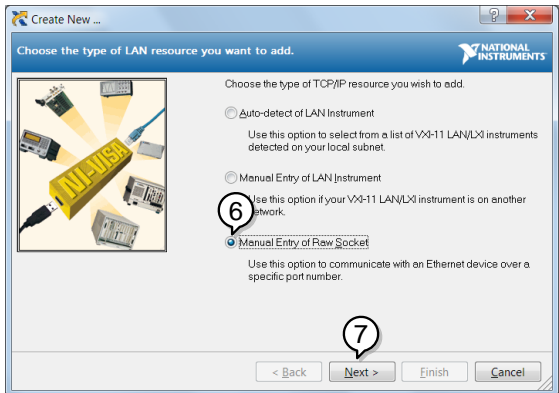 Create New ...
Choose the type of LAN resource you want to add.
NATIONAL
INSTRUMENTS
Choose the type of TCP/IP resource you wish to add.
Auto-detect of LAN Instrument
Use this option to select from a list of VXI-11 LAN/LXI instruments
detected on your local subnet.
Manual Entry of LAN Instrument
Use this option if your VXI-11 LAN/LXI instrument is on another
network.
6
Manual Entry of Raw Socket
Use this option to communicate with an Ethernet device over a
specific port number.
NI-VISA
7
< Back
Next >
Finish
Cancel